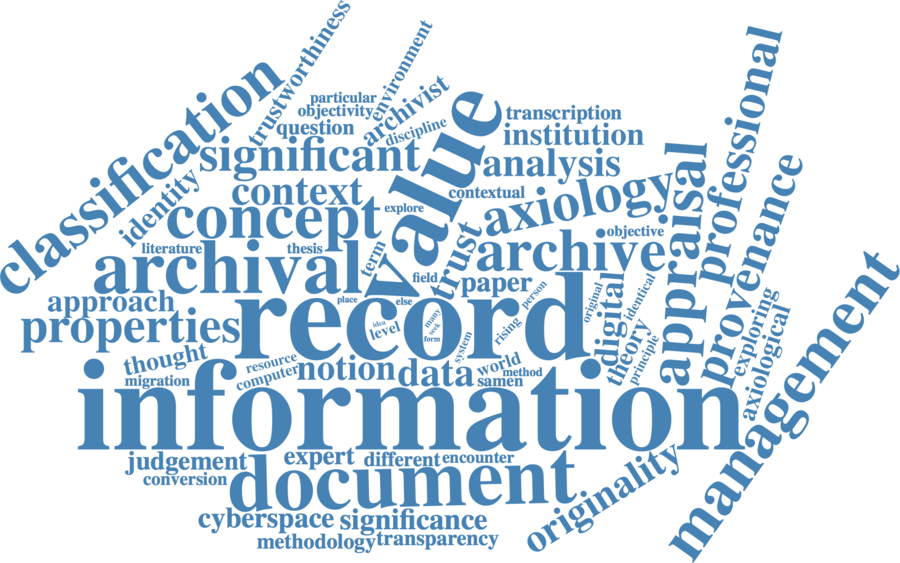 trustworthiness
environment
particular
objectivity
archivist
professional
classification
question
discipline
value
transcription
institution
significant
analysis
identity
context
contextual
concept
explore
axiology
appraisal
provenance
literature
thesis
term
trust
archive
objective
archival
field
paper
approach
place
else
record
person
original
digital
identical
properties
idea
level
many
week
form
system
rising
theory
principle
exploring
axiological
management
thought
resource
migration
computer
notion
data
world
method
samen
information
judgement
expert
different
encounter
conversion
document
originality
cyberspace
significance
methodology
transparency